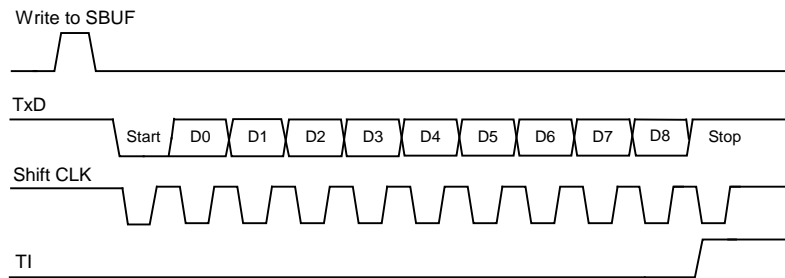 Write to SBUF
TxD
Start D0 D1 D2 D3 D4 D5 D6 D7 D8 Stop
Shift CLK
TI